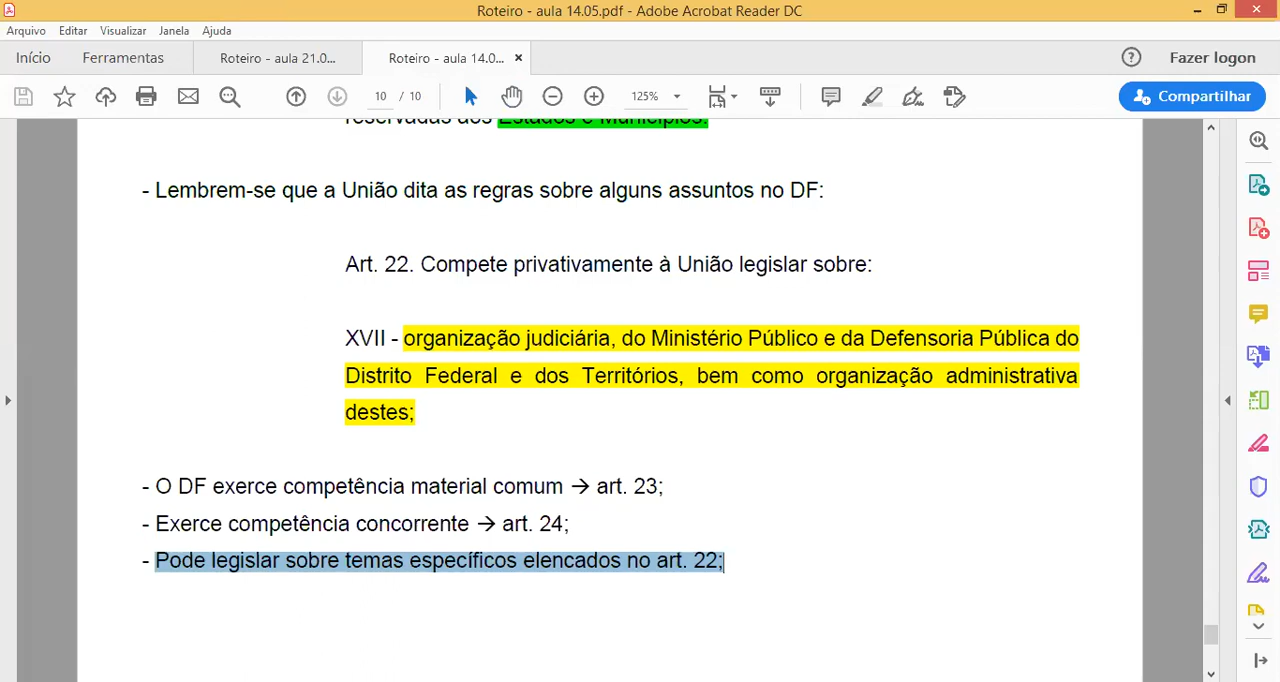 Roteiro - aula 14.05.pdf - Adobe Acrobat Reader DC
Arquivo Editar Visualizar Janela Ajuda
Início Ferramentas Roteiro - aula 21.0... Roteiro - aula 14.0... × ? Fazer logon
10 / 10 125% Compartilhar
reservadas aos Estados e Municípios.
- Lembrem-se que a União dita as regras sobre alguns assuntos no DF:
Art. 22. Compete privativamente à União legislar sobre:
XVII - organização judiciária, do Ministério Público e da Defensoria Pública do
Distrito Federal e dos Territórios, bem como organização administrativa
destes;
- O DF exerce competência material comum → art. 23;
- Exerce competência concorrente → art. 24;
- Pode legislar sobre temas específicos elencados no art. 22;